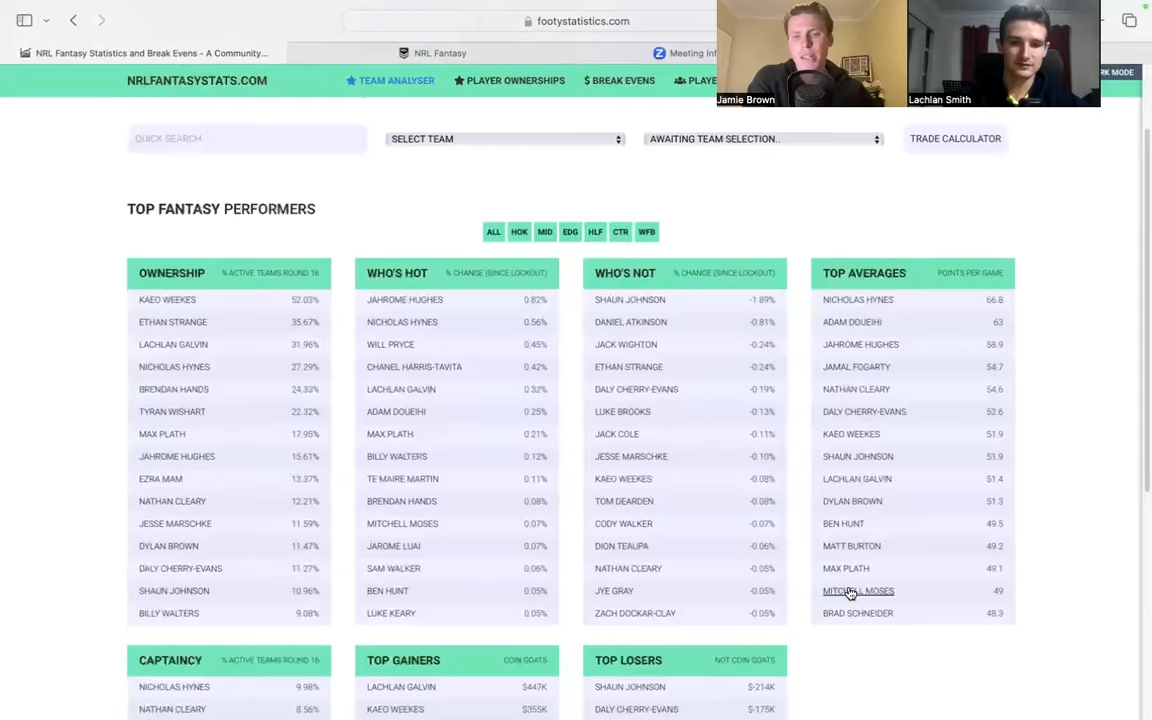 footystatistics.com
NRL Fantasy Statistics and Break Evens - A Community...
NRL Fantasy
Meeting Inf
NRLFANTASYSTATS.COM
TEAM ANALYSER
PLAYER OWNERSHIPS
$ BREAK EVENS
PLAYE
RK MODE
Jamie Brown
Lachlan Smith
QUICK SEARCH
SELECT TEAM
AWAITING TEAM SELECTION..
TRADE CALCULATOR
TOP FANTASY PERFORMERS
ALL HOK MID EDG HLF CTR WFB
OWNERSHIP % ACTIVE TEAMS ROUND 16
KAEO WEEKES 52.03%
ETHAN STRANGE 35.67%
LACHLAN GALVIN 31.96%
NICHOLAS HYNES 27.29%
BRENDAN HANDS 24.33%
TYRAN WISHART 22.32%
MAX PLATH 17.95%
JAHROME HUGHES 15.61%
EZRA MAM 13.37%
NATHAN CLEARY 12.21%
JESSE MARSCHKE 11.59%
DYLAN BROWN 11.47%
DALY CHERRY-EVANS 11.27%
SHAUN JOHNSON 10.96%
BILLY WALTERS 9.08%
WHO'S HOT % CHANGE (SINCE LOCKOUT)
JAHROME HUGHES 0.82%
NICHOLAS HYNES 0.56%
WILL PRYCE 0.45%
CHANEL HARRIS-TAVITA 0.42%
LACHLAN GALVIN 0.32%
ADAM DOUEIHI 0.25%
MAX PLATH 0.21%
BILLY WALTERS 0.12%
TE MAIRE MARTIN 0.11%
BRENDAN HANDS 0.08%
MITCHELL MOSES 0.07%
JAROME LUAI 0.07%
SAM WALKER 0.06%
BEN HUNT 0.05%
LUKE KEARY 0.05%
WHO'S NOT % CHANGE (SINCE LOCKOUT)
SHAUN JOHNSON -1.89%
DANIEL ATKINSON -0.81%
JACK WIGHTON -0.24%
ETHAN STRANGE -0.24%
DALY CHERRY-EVANS -0.19%
LUKE BROOKS -0.13%
JACK COLE -0.11%
JESSE MARSCHKE -0.10%
KAEO WEEKES -0.08%
TOM DEARDEN -0.08%
CODY WALKER -0.07%
DION TEAUPA -0.06%
NATHAN CLEARY -0.05%
JYE GRAY -0.05%
ZACH DOCKAR-CLAY -0.05%
TOP AVERAGES POINTS PER GAME
NICHOLAS HYNES 66.8
ADAM DOUEIHI 63
JAHROME HUGHES 58.9
JAMAL FOGARTY 54.7
NATHAN CLEARY 54.6
DALY CHERRY-EVANS 52.6
KAEO WEEKES 51.9
SHAUN JOHNSON 51.9
LACHLAN GALVIN 51.4
DYLAN BROWN 51.3
BEN HUNT 49.5
MATT BURTON 49.2
MAX PLATH 49.1
MITCHELL MOSES 49
BRAD SCHNEIDER 48.3
CAPTAINCY % ACTIVE TEAMS ROUND 16
NICHOLAS HYNES 9.98%
NATHAN CLEARY 8.56%
TOP GAINERS COIN GOATS
LACHLAN GALVIN $447K
KAEO WEEKES $355K
TOP LOSERS NOT COIN GOATS
SHAUN JOHNSON $-214K
DALY CHERRY-EVANS $-175K